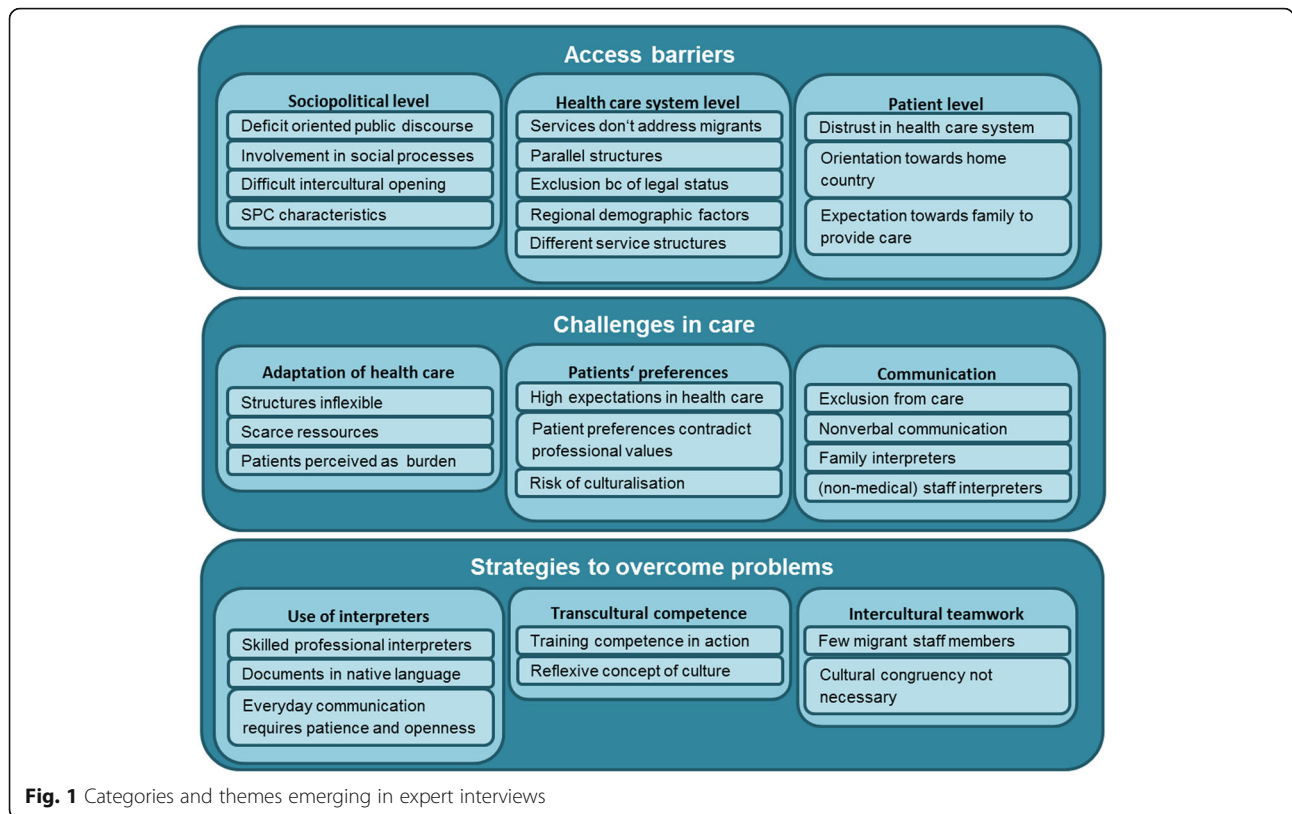 Access barriers
Sociopolitical level
Deficit oriented public discourse
Involvement in social processes
Difficult intercultural opening
SPC characteristics
Health care system level
Services don‘t address migrants
Parallel structures
Exclusion bc of legal status
Regional demographic factors
Different service structures
Patient level
Distrust in health care system
Orientation towards home
country
Expectation towards family to
provide care
Challenges in care
Adaptation of health care
Structures inflexible
Scarce ressources
Patients perceived as burden
Patients‘ preferences
High expectations in health care
Patient preferences contradict
professional values
Risk of culturalisation
Communication
Exclusion from care
Nonverbal communication
Family interpreters
(non-medical) staff interpreters
Strategies to overcome problems
Use of interpreters
Skilled professional interpreters
Documents in native language
Everyday communication
requires patience and openness
Transcultural competence
Training competence in action
Reflexive concept of culture
Intercultural teamwork
Few migrant staff members
Cultural congruency not
necessary
Fig. 1 Categories and themes emerging in expert interviews